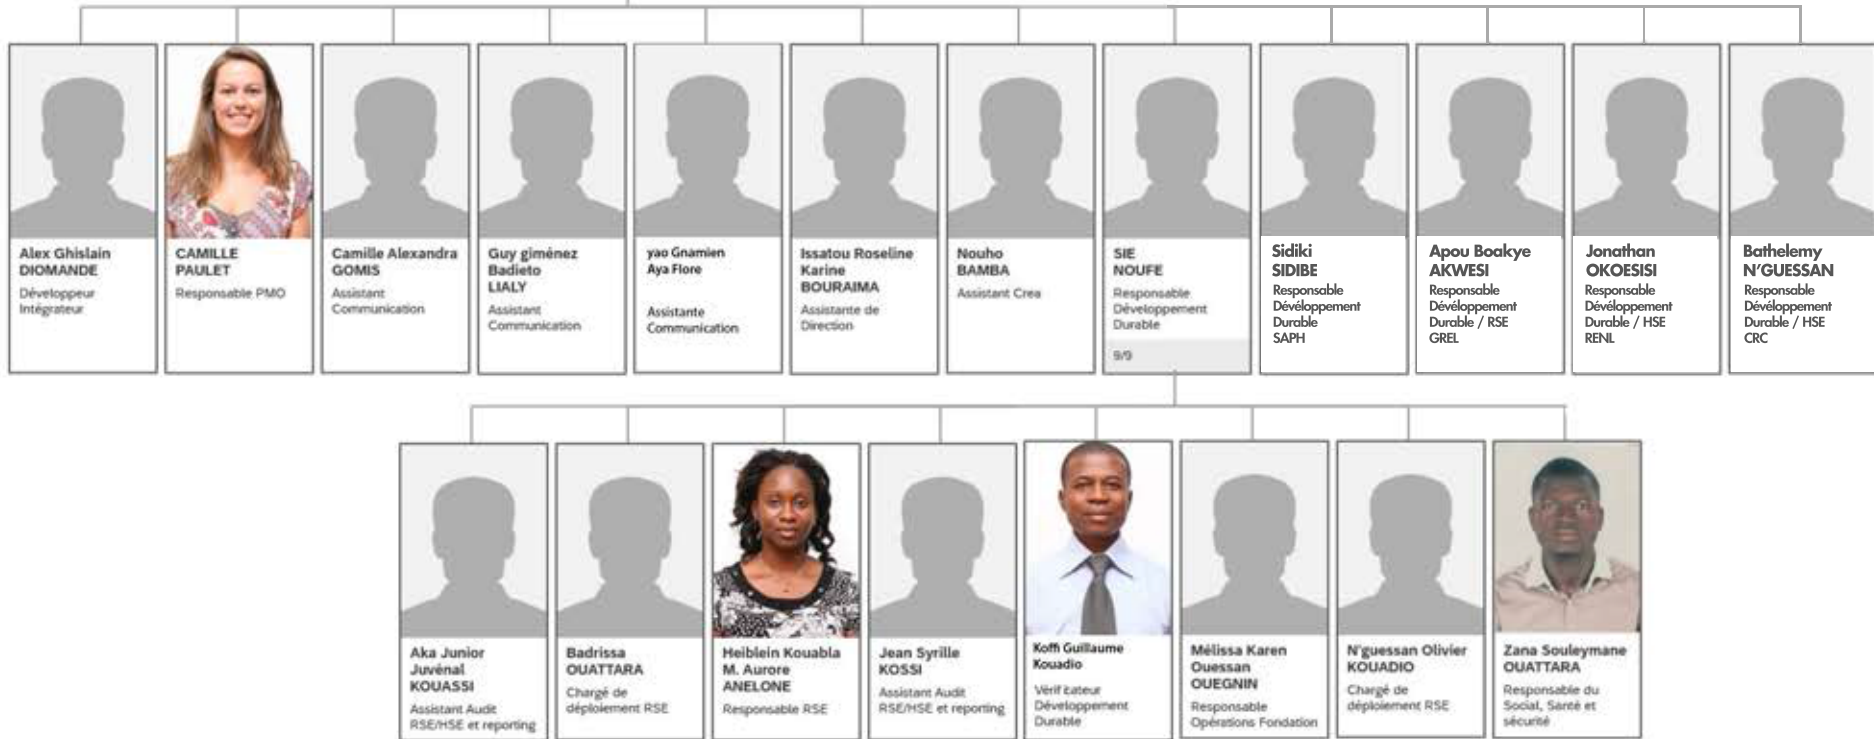 Alex Ghislain
DIOMANDE
Développeur
Intégrateur
CAMILLE
PAULET
Responsable PMO
Camille Alexandra
GOMIS
Assistant
Communication
Guy giménez
Badieto
LIALY
Assistant
Communication
yao Gnamien
Aya Flore
Assistante
Communication
Issatou Roseline
Karine
BOURAIMA
Assistante de
Direction
Nouho
BAMBA
Assistant Crea
SIE
NOUFE
Responsable
Développement
Durable
9/9
Sidiki
SIDIBE
Responsable
Dévéloppement
Durable
SAPH
Apou Boakye
AKWESI
Responsable
Dévéloppement
Durable / RSE
GREL
Jonathan
OKOESISI
Responsable
Dévéloppement
Durable / HSE
RENL
Bathelemy
N'GUESSAN
Responsable
Dévéloppement
Durable / HSE
CRC
Aka Junior
Juvénal
KOUASSI
Assistant Audit
RSE/HSE et reporting
Badrissa
OUATTARA
Chargé de
déploiement RSE
Heiblein Kouabla
M. Aurore
ANELONE
Responsable RSE
Jean Syrille
KOSSI
Assistant Audit
RSE/HSE et reporting
Koffi Guillaume
Kouadio
Vérif icateur
Développement
Durable
Mélissa Karen
Ouessan
OUEGNIN
Responsable
Opérations Fondation
N'guessan Olivier
KOUADIO
Chargé de
déploiement RSE
Zana Souleymane
OUATTARA
Responsable du
Social, Santé et
sécurité